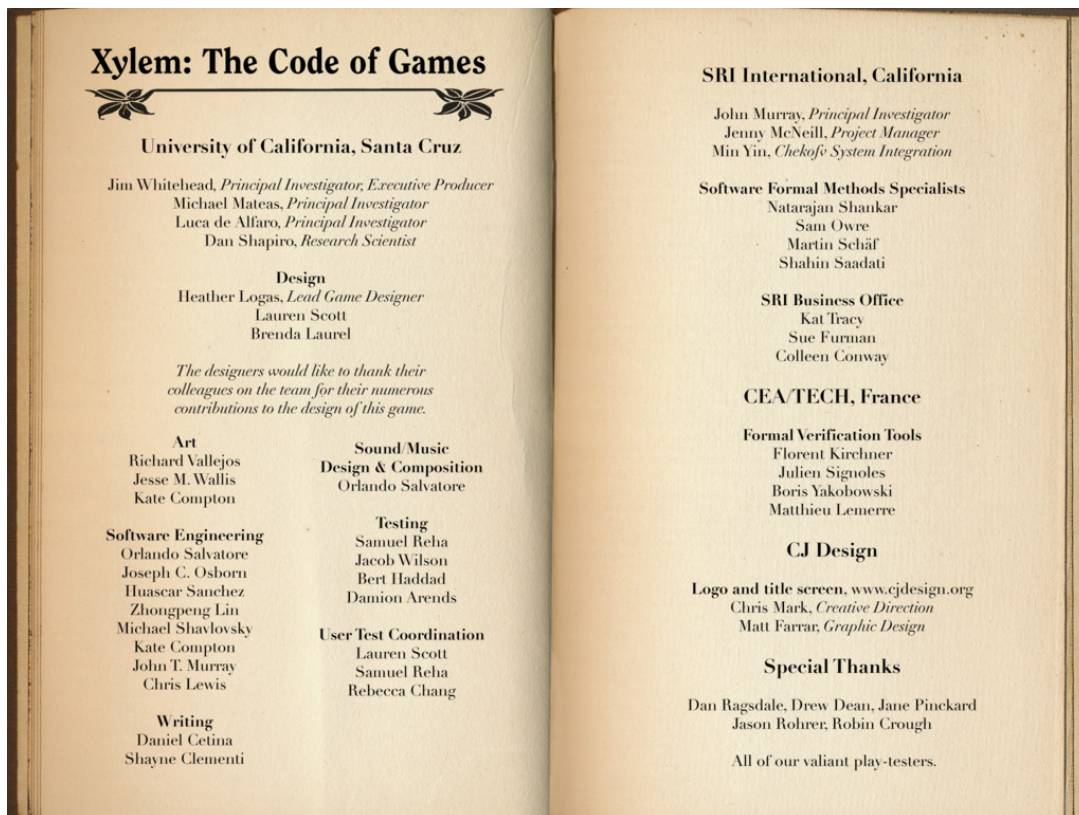 Xylem: The Code of Games
University of California, Santa Cruz
Jim Whitehead, Principal Investigator, Executive Producer
Michael Mateas, Principal Investigator
Luca de Alfaro, Principal Investigator
Dan Shapiro, Research Scientist
Design
Heather Logas, Lead Game Designer
Lauren Scott
Brenda Laurel
The designers would like to thank their
colleagues on the team for their numerous
contributions to the design of this game.
Art
Richard Vallejos
Jesse M. Wallis
Kate Compton
Software Engineering
Orlando Salvatore
Joseph C. Osborn
Huascar Sanchez
Zhongpeng Lin
Michael Shavlovsky
Kate Compton
John T. Murray
Chris Lewis
Writing
Daniel Cetina
Shayne Clementi
Sound/Music
Design & Composition
Orlando Salvatore
Testing
Samuel Reha
Jacob Wilson
Bert Haddad
Damion Arends
User Test Coordination
Lauren Scott
Samuel Reha
Rebecca Chang
SRI International, California
John Murray, Principal Investigator
Jenny McNeill, Project Manager
Min Yin, Chekofv System Integration
Software Formal Methods Specialists
Natarajan Shankar
Sam Owre
Martin Schäf
Shahin Saadati
SRI Business Office
Kat Tracy
Sue Furman
Colleen Conway
CEA/TECH, France
Formal Verification Tools
Florent Kirchner
Julien Signoles
Boris Yakobowski
Matthieu Lemerre
CJ Design
Logo and title screen, www.cjdesign.org
Chris Mark, Creative Direction
Matt Farrar, Graphic Design
Special Thanks
Dan Ragsdale, Drew Dean, Jane Pinckard
Jason Rohrer, Robin Crough
All of our valiant play-testers.